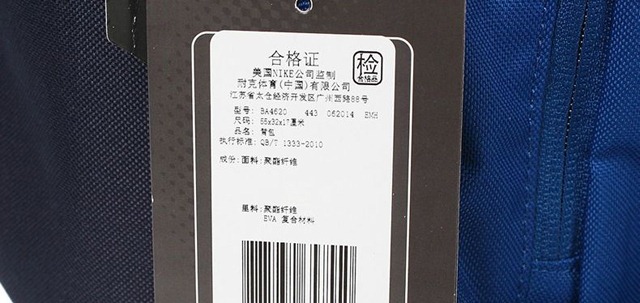 合格证
检
合格品
美国NIKE公司监制
耐克体育(中国)有限公司
江苏省太仓经济开发区广州西路88号
型号: BA4620 443 062014 EMH
尺码: 55x32x17厘米
品名: 背包
执行标准: QB/T 1333-2010
成份: 面料: 聚酯纤维
里料: 聚酯纤维
EVA 复合材料